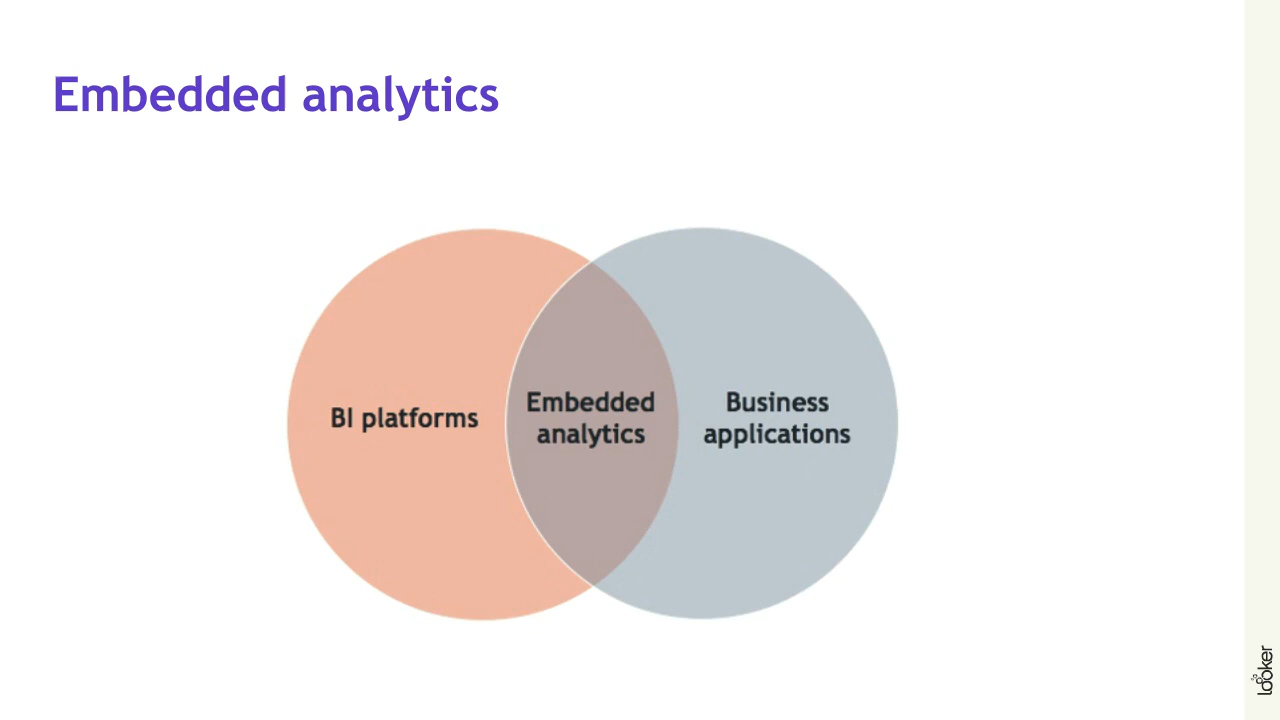 Embedded analytics
BI platforms
Embedded
analytics
Business
applications
looker